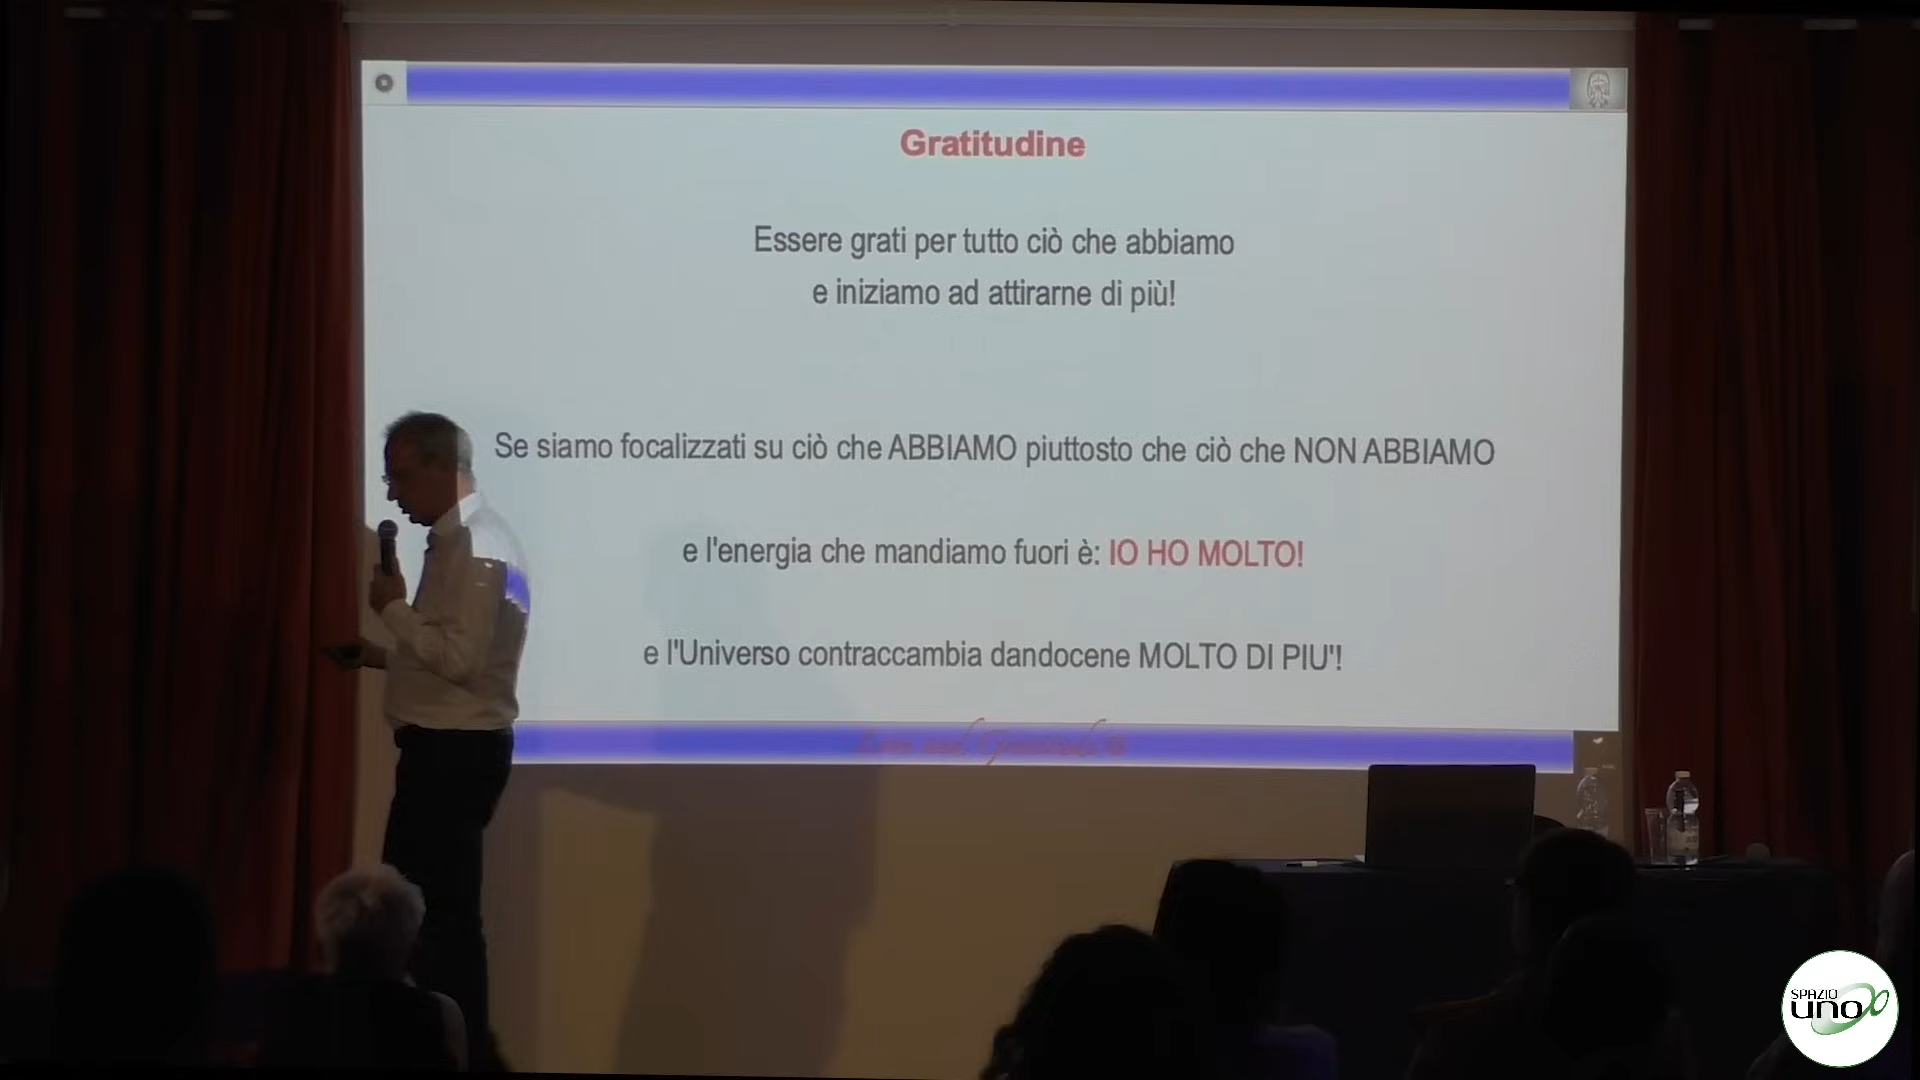 Gratitudine
Essere grati per tutto ciò che abbiamo
e iniziamo ad attirarne di più!
Se siamo focalizzati su ciò che ABBIAMO piuttosto che ciò che NON ABBIAMO
e l'energia che mandiamo fuori è: IO HO MOLTO!
e l'Universo contraccambia dandocene MOLTO DI PIU'!
SPAZIO
uno